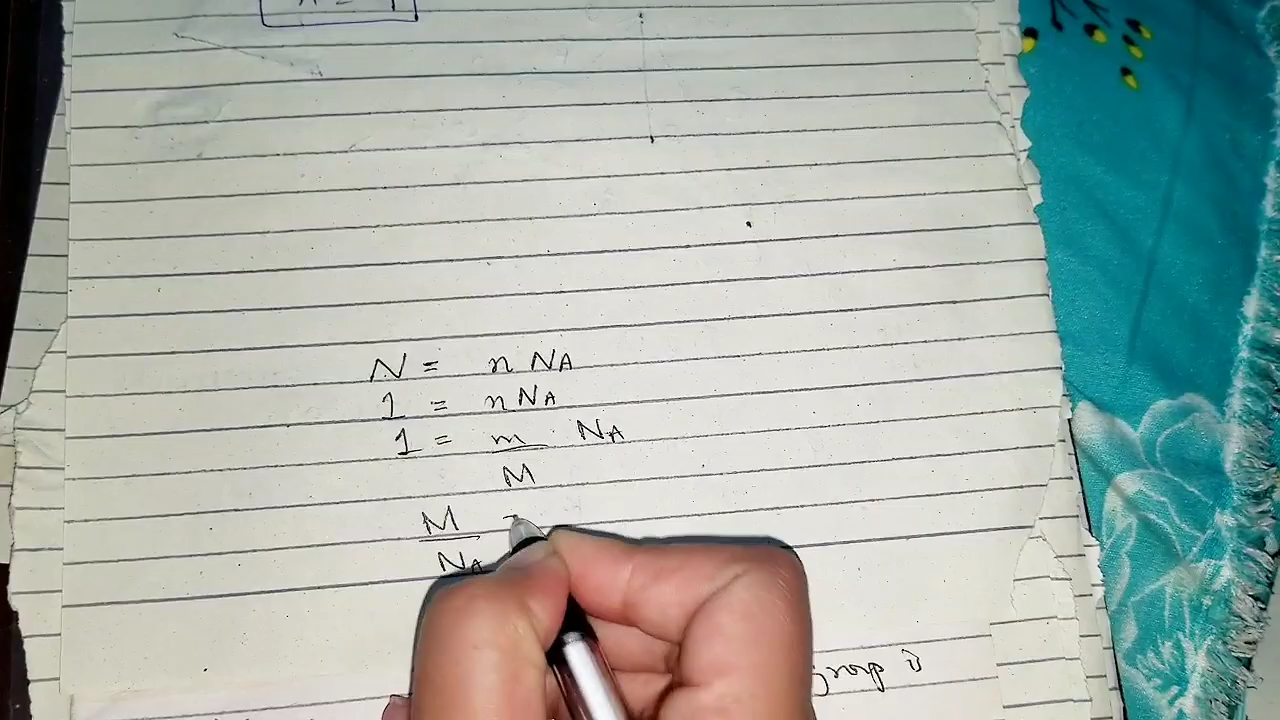 N = n NA
1 = n NA
1 = m/M NA
M/NA =